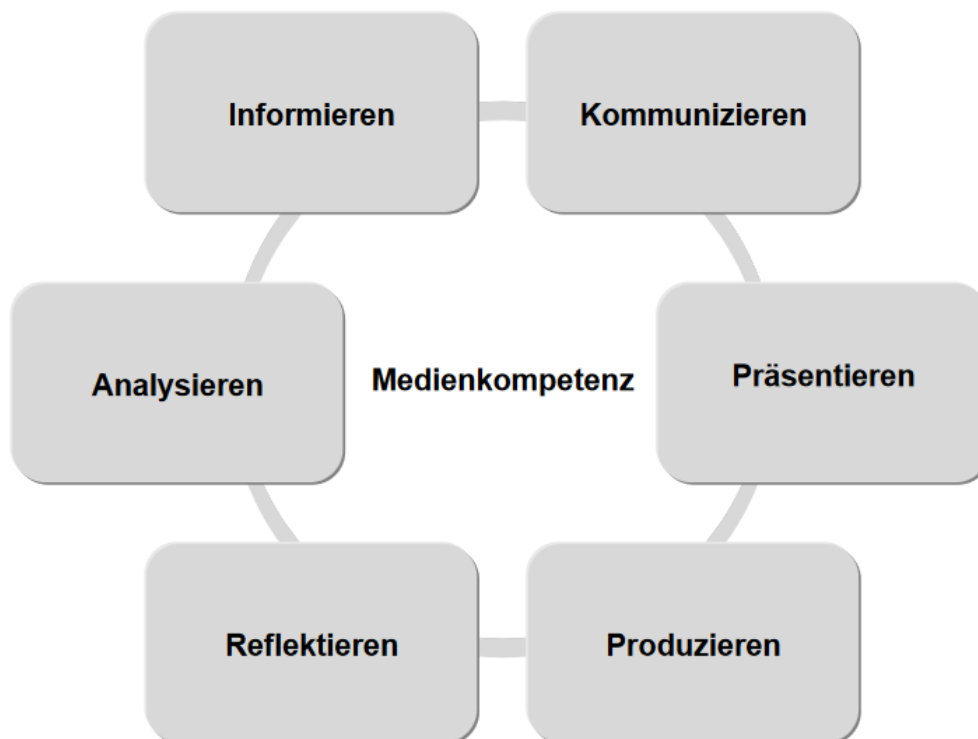 Informieren
Kommunizieren
Analysieren
Medienkompetenz
Präsentieren
Reflektieren
Produzieren